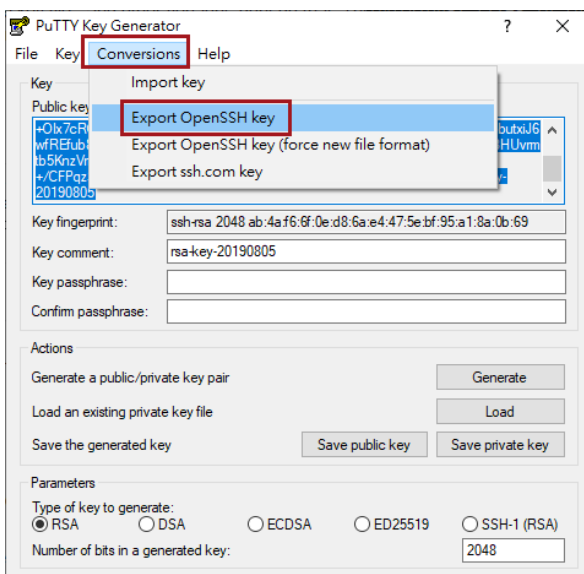 PuTTY Key Generator ? ×
File Key Conversions Help
Import key
Export OpenSSH key
Export OpenSSH key (force new file format)
Export ssh.com key
Key
Public key
20190805
Key fingerprint: ssh-rsa 2048 ab:4a:f6:6f:0e:d8:6a:e4:47:5e:bf:95:a1:8a:0b:69
Key comment: rsa-key-20190805
Key passphrase:
Confirm passphrase:
Actions
Generate a public/private key pair Generate
Load an existing private key file Load
Save the generated key Save public key Save private key
Parameters
Type of key to generate:
RSA DSA ECDSA ED25519 SSH-1 (RSA)
Number of bits in a generated key: 2048